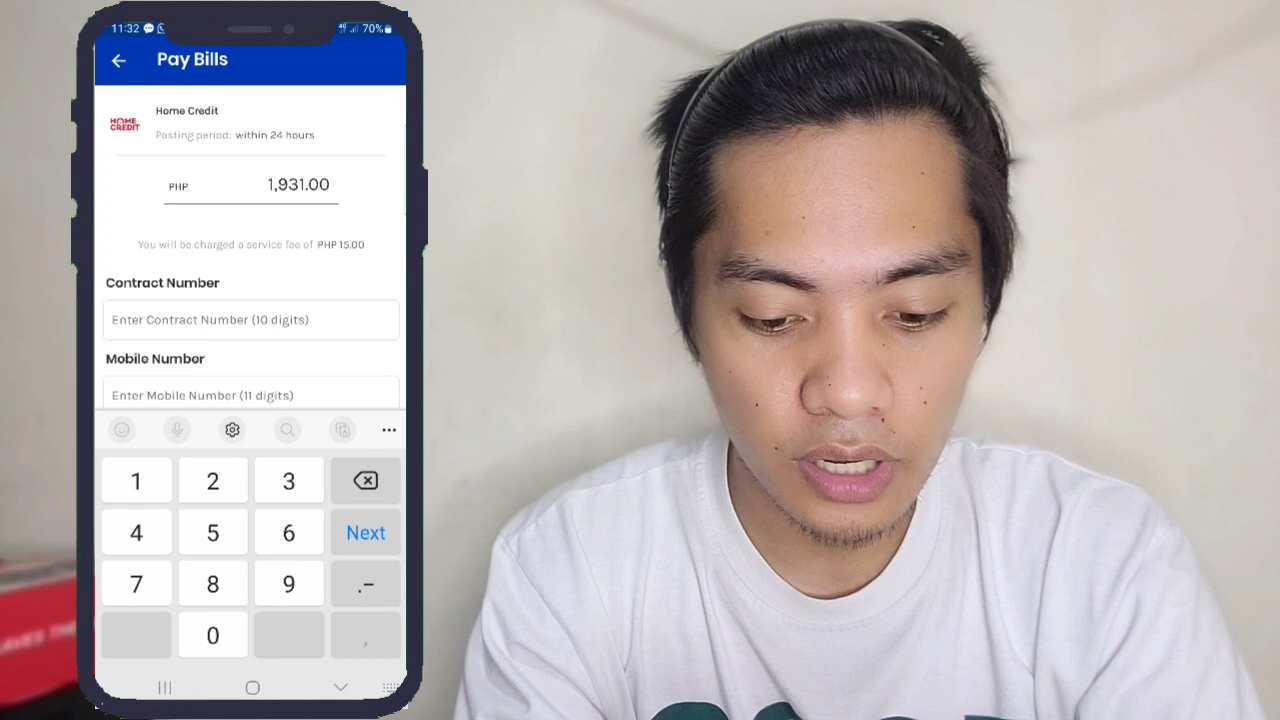 11:32
4G
70%
Pay Bills
HOME
CREDIT
Home Credit
Posting period: within 24 hours
PHP 1,931.00
You will be charged a service fee of PHP 15.00
Contract Number
Enter Contract Number (10 digits)
Mobile Number
Enter Mobile Number (11 digits)
1 2 3
4 5 6 Next
7 8 9 .-
0 ,